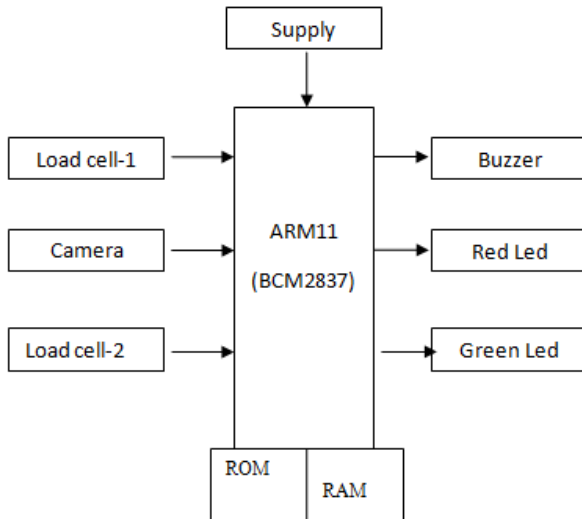 Supply
Load cell-1
Buzzer
ARM11
Camera
Red Led
(BCM2837)
Load cell-2
Green Led
ROM
RAM